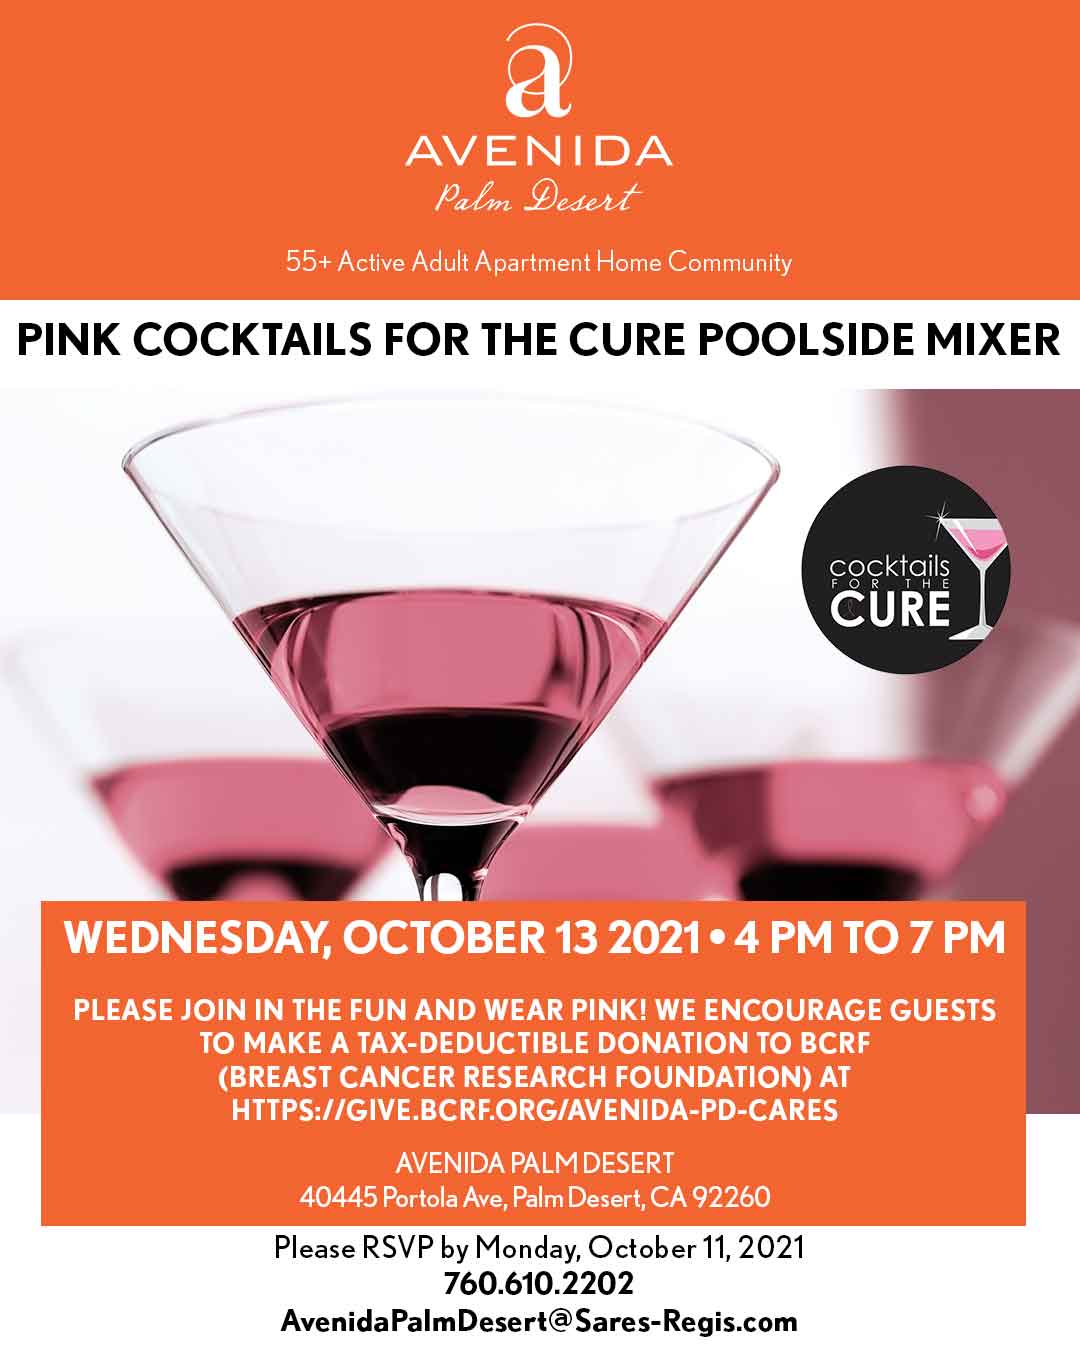 a
AVENIDA
Palm Desert
55+ Active Adult Apartment Home Community
PINK COCKTAILS FOR THE CURE POOLSIDE MIXER
cocktails
FOR THE
CURE
WEDNESDAY, OCTOBER 13 2021 • 4 PM TO 7 PM
PLEASE JOIN IN THE FUN AND WEAR PINK! WE ENCOURAGE GUESTS
TO MAKE A TAX-DEDUCTIBLE DONATION TO BCRF
(BREAST CANCER RESEARCH FOUNDATION) AT
HTTPS://GIVE.BCRF.ORG/AVENIDA-PD-CARES
AVENIDA PALM DESERT
40445 Portola Ave, Palm Desert, CA 92260
Please RSVP by Monday, October 11, 2021
760.610.2202
AvenidaPalmDesert@Sares-Regis.com